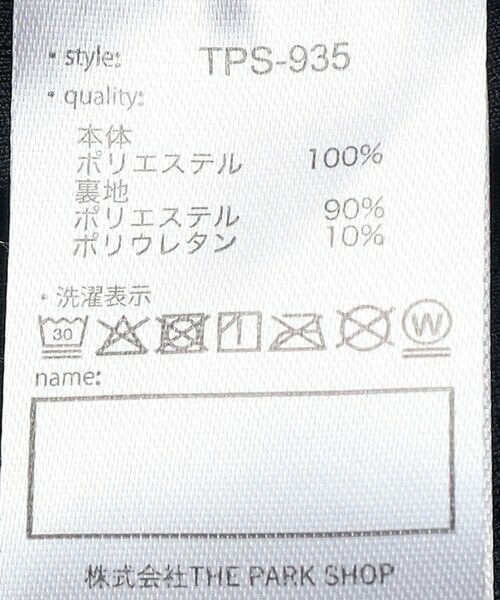 ・style: TPS-935
・quality:
本体
ポリエステル 100%
裏地
ポリエステル 90%
ポリウレタン 10%
・洗濯表示
30 W
name:
株式会社THE PARK SHOP